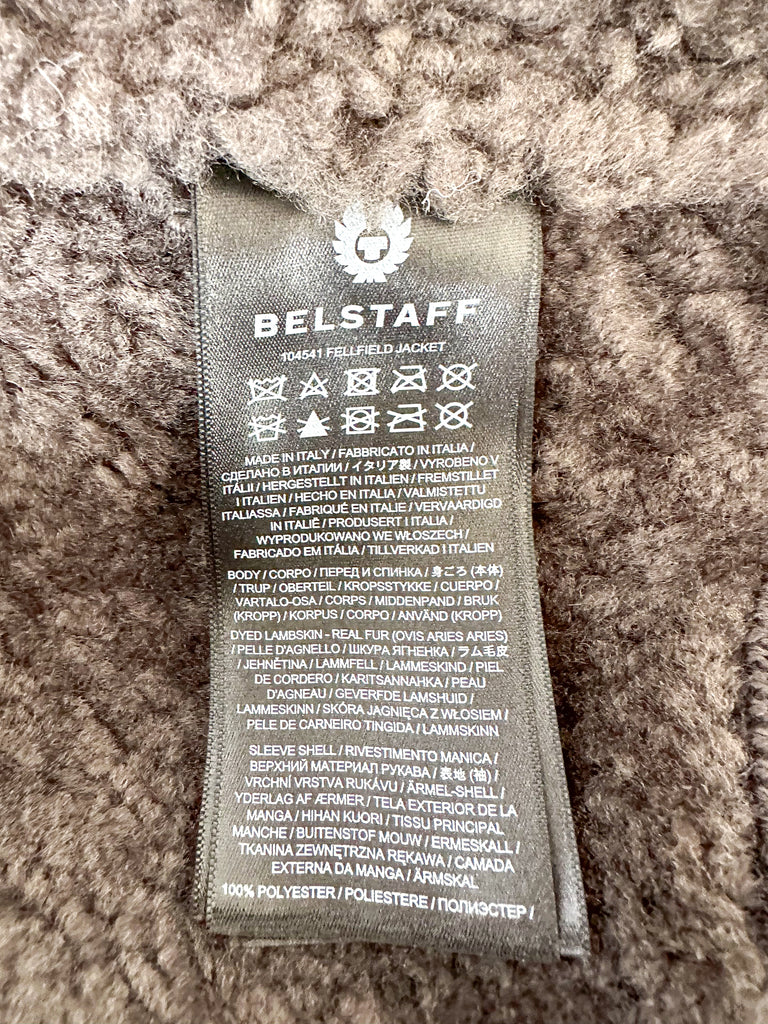 BELSTAFF
104541 FELLFIELD JACKET
MADE IN ITALY / FABBRICATO IN ITALIA /
СДЕЛАНО В ИТАЛИИ / イタリア製 / VYROBENO V
ITÁLII / HERGESTELLT IN ITALIEN / FREMSTILLET
I ITALIEN / HECHO EN ITALIA / VALMISTETTU
ITALIASSA / FABRIQUÉ EN ITALIE / VERVAARDIGD
IN ITALIË / PRODUSERT I ITALIA /
WYPRODUKOWANO WE WŁOSZECH /
FABRICADO EM ITÁLIA / TILLVERKAD I ITALIEN
BODY / CORPO / ПЕРЕД И СПИНКА / 身ごろ (本体)
/ TRUP / OBERTEIL / KROPSSTYKKE / CUERPO /
VARTALO-OSA / CORPS / MIDDENPAND / BRUK
(KROPP) / KORPUS / CORPO / ANVÄND (KROPP)
DYED LAMBSKIN - REAL FUR (OVIS ARIES ARIES)
/ PELLE D'AGNELLO / ШКУРА ЯГНЕНКА / ラム毛皮
/ JEHNĚTINA / LAMMFELL / LAMMESKIND / PIEL
DE CORDERO / KARITSANNAHKA / PEAU
D'AGNEAU / GEVERFDE LAMSHUID /
LAMMESKINN / SKÓRA JAGNIĘCA Z WŁOSIEM /
PELE DE CARNEIRO TINGIDA / LAMMSKINN
SLEEVE SHELL / RIVESTIMENTO MANICA /
ВЕРХНИЙ МАТЕРИАЛ РУКАВА / 表地 (袖) /
VRCHNÍ VRSTVA RUKÁVU / ÄRMEL-SHELL /
YDERLAG AF ÆRMER / TELA EXTERIOR DE LA
MANGA / HIHAN KUORI / TISSU PRINCIPAL
MANCHE / BUITENSTOF MOUW / ERMESKALL /
TKANINA ZEWNĘTRZNA RĘKAWA / CAMADA
EXTERNA DA MANGA / ÄRMSKAL
100% POLYESTER / POLIESTERE / ПОЛИЭСТЕР /